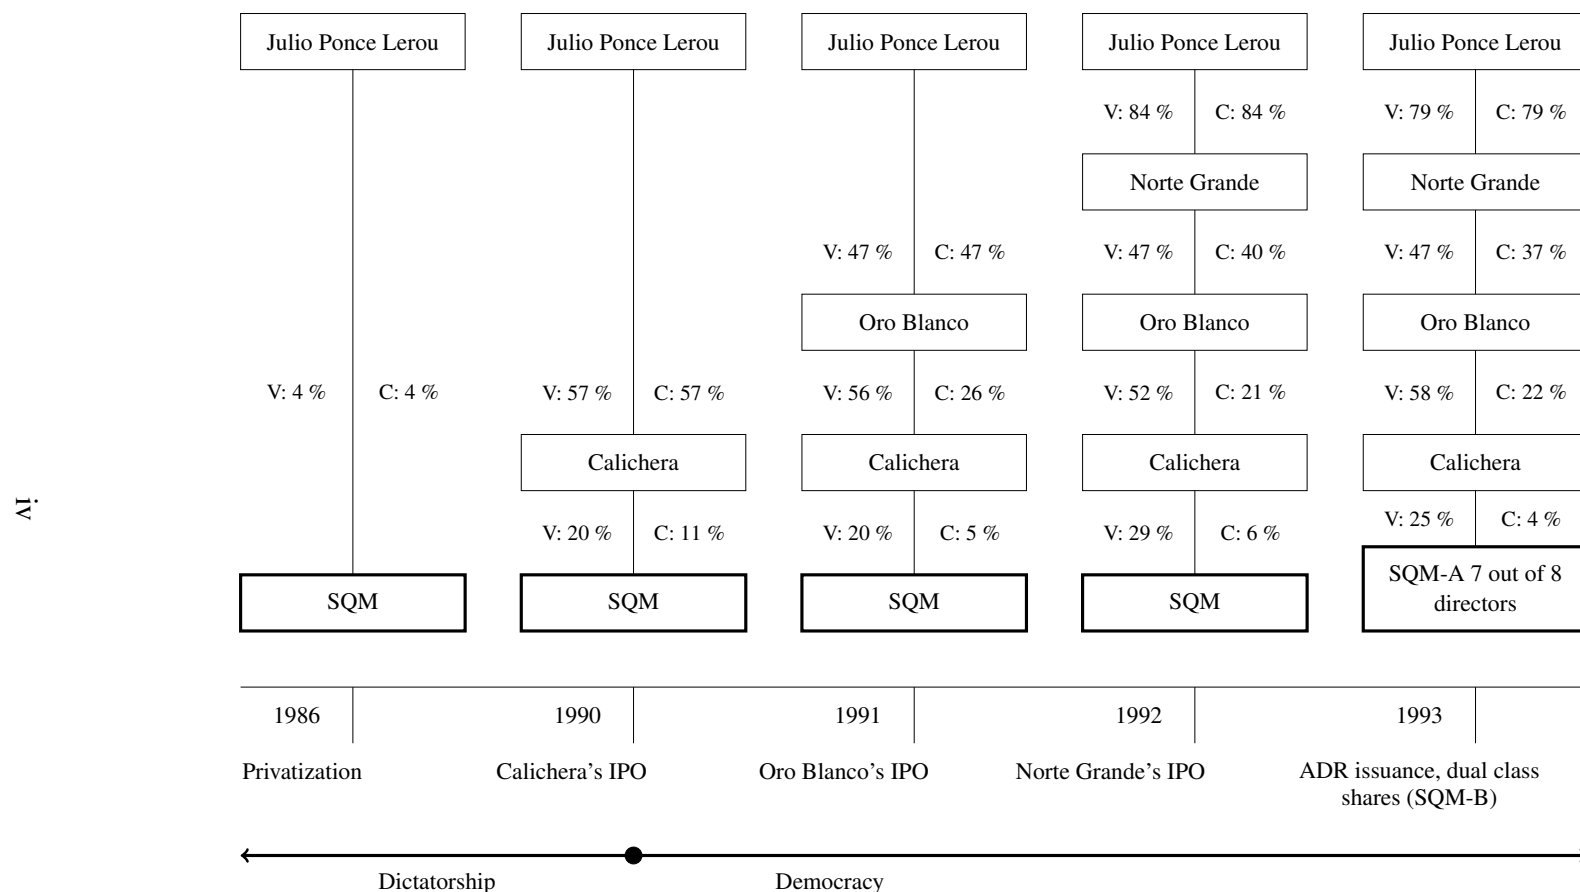 Julio Ponce Lerou
Julio Ponce Lerou
Julio Ponce Lerou
Julio Ponce Lerou
Julio Ponce Lerou
V: 84 % C: 84 %
V: 79 % C: 79 %
Norte Grande
Norte Grande
V: 47 % C: 47 %
V: 47 % C: 40 %
V: 47 % C: 37 %
Oro Blanco
Oro Blanco
Oro Blanco
V: 4 % C: 4 %
V: 57 % C: 57 %
V: 56 % C: 26 %
V: 52 % C: 21 %
V: 58 % C: 22 %
Calichera
Calichera
Calichera
Calichera
V: 20 % C: 11 %
V: 20 % C: 5 %
V: 29 % C: 6 %
V: 25 % C: 4 %
SQM
SQM
SQM
SQM
SQM-A 7 out of 8
directors
1986
1990
1991
1992
1993
Privatization
Calichera’s IPO
Oro Blanco’s IPO
Norte Grande’s IPO
ADR issuance, dual class
shares (SQM-B)
Dictatorship
Democracy
iv